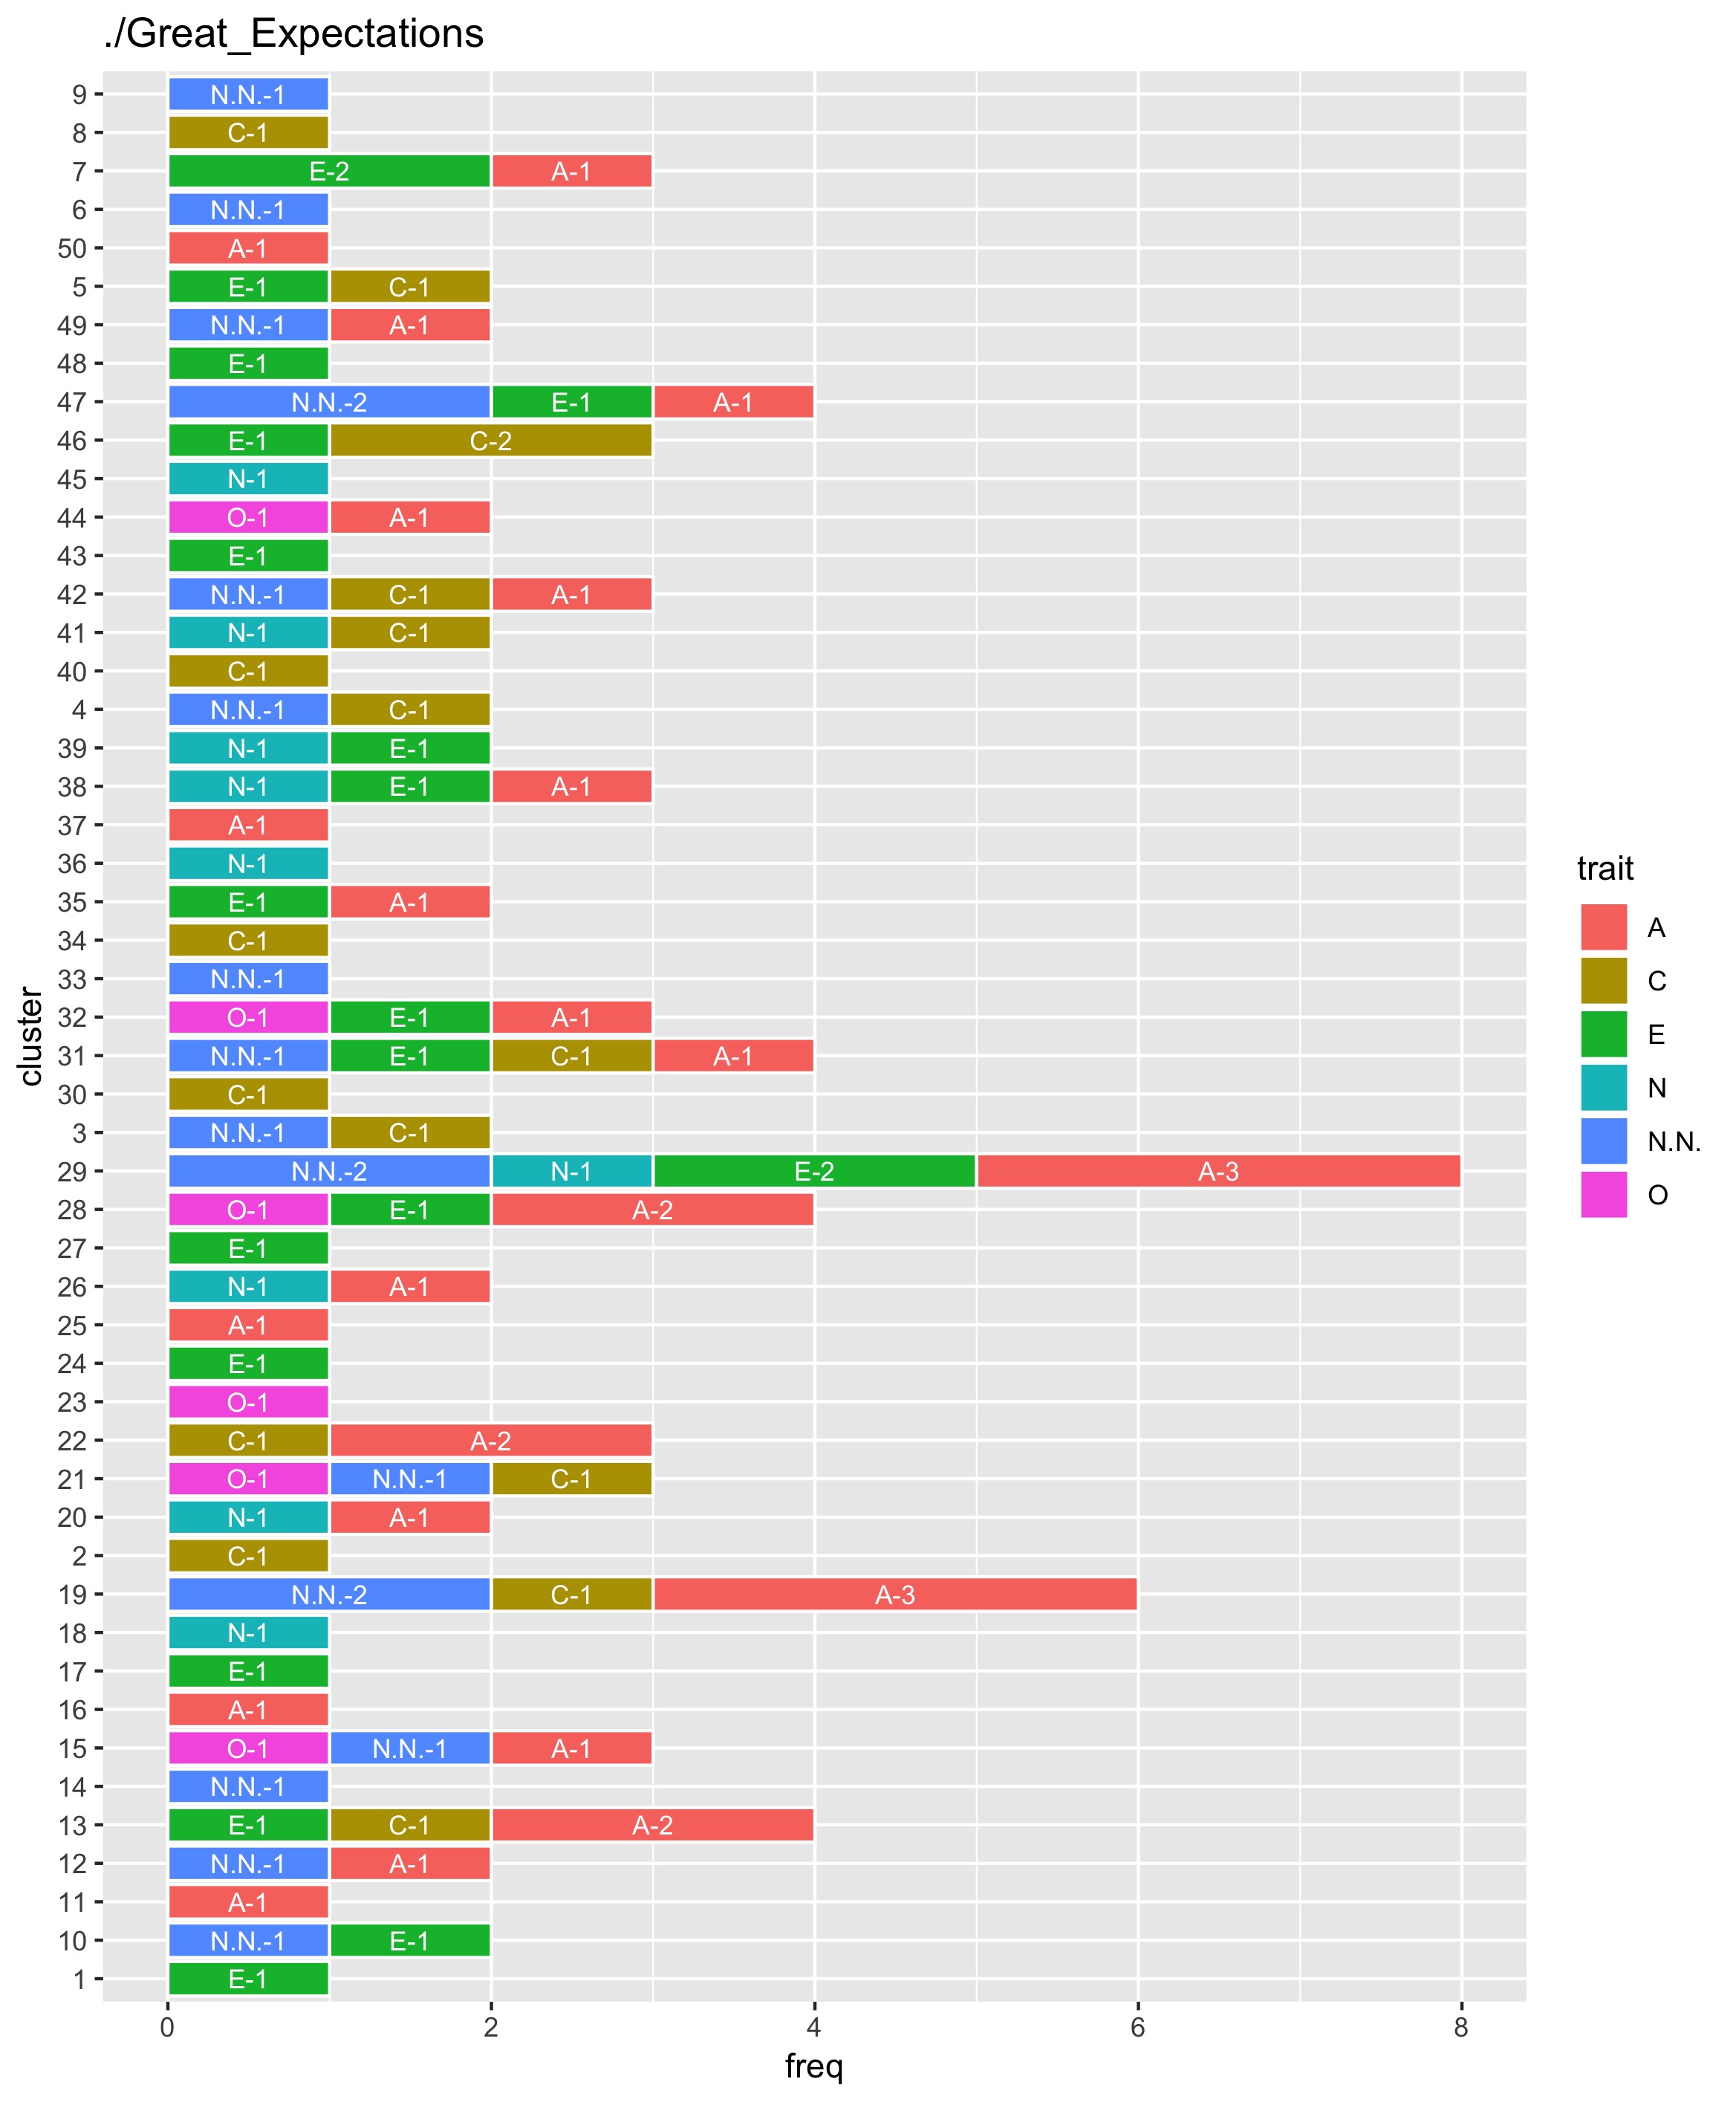 ./Great_Expectations
9 N.N.-1
8 C-1
7 E-2 A-1
6 N.N.-1
50 A-1
5 E-1 C-1
49 N.N.-1 A-1
48 E-1
47 N.N.-2 E-1 A-1
46 E-1 C-2
45 N-1
44 O-1 A-1
43 E-1
42 N.N.-1 C-1 A-1
41 N-1 C-1
40 C-1
4 N.N.-1 C-1
39 N-1 E-1
38 N-1 E-1 A-1
37 A-1
36 N-1
35 E-1 A-1
34 C-1
33 N.N.-1
32 O-1 E-1 A-1
31 N.N.-1 E-1 C-1 A-1
30 C-1
3 N.N.-1 C-1
29 N.N.-2 N-1 E-2 A-3
28 O-1 E-1 A-2
27 E-1
26 N-1 A-1
25 A-1
24 E-1
23 O-1
22 C-1 A-2
21 O-1 N.N.-1 C-1
20 N-1 A-1
2 C-1
19 N.N.-2 C-1 A-3
18 N-1
17 E-1
16 A-1
15 O-1 N.N.-1 A-1
14 N.N.-1
13 E-1 C-1 A-2
12 N.N.-1 A-1
11 A-1
10 N.N.-1 E-1
1 E-1
0 2 4 6 8
freq
cluster
trait
A
C
E
N
N.N.
O